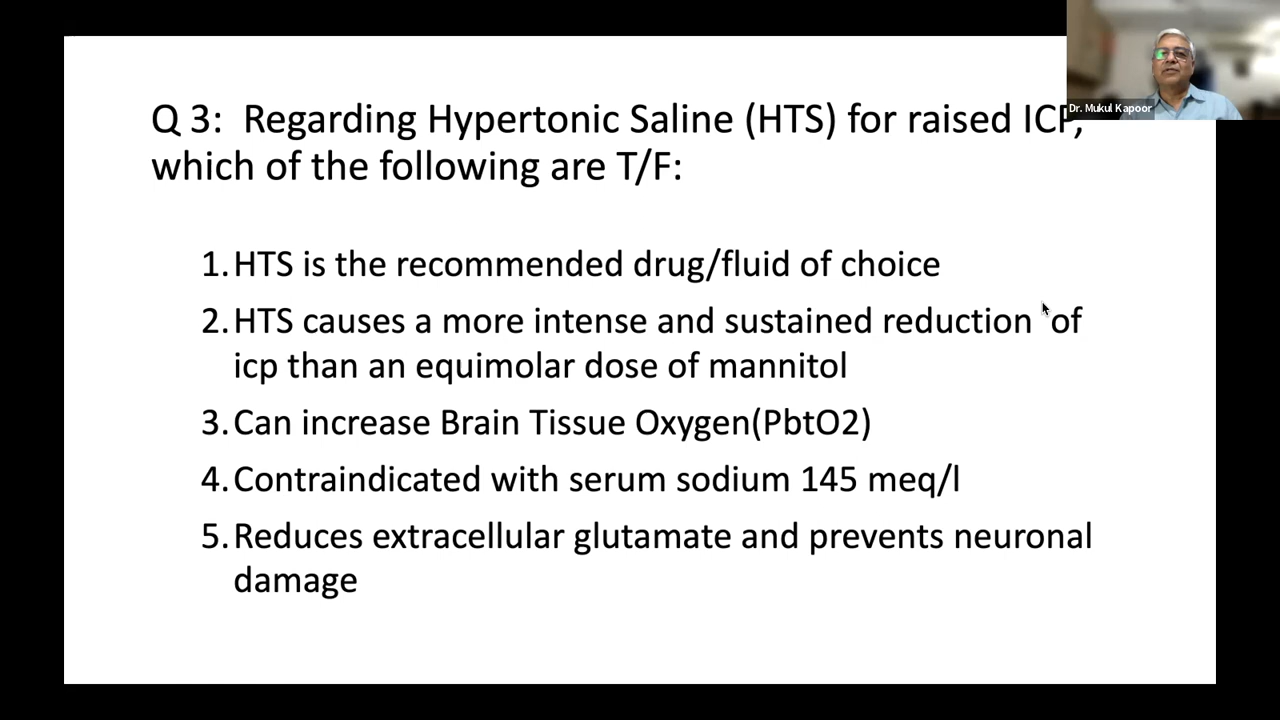 Dr. Mukul Kapoor
Q 3: Regarding Hypertonic Saline (HTS) for raised ICP,
which of the following are T/F:
1. HTS is the recommended drug/fluid of choice
2. HTS causes a more intense and sustained reduction of
icp than an equimolar dose of mannitol
3. Can increase Brain Tissue Oxygen(PbtO2)
4. Contraindicated with serum sodium 145 meq/l
5. Reduces extracellular glutamate and prevents neuronal
damage